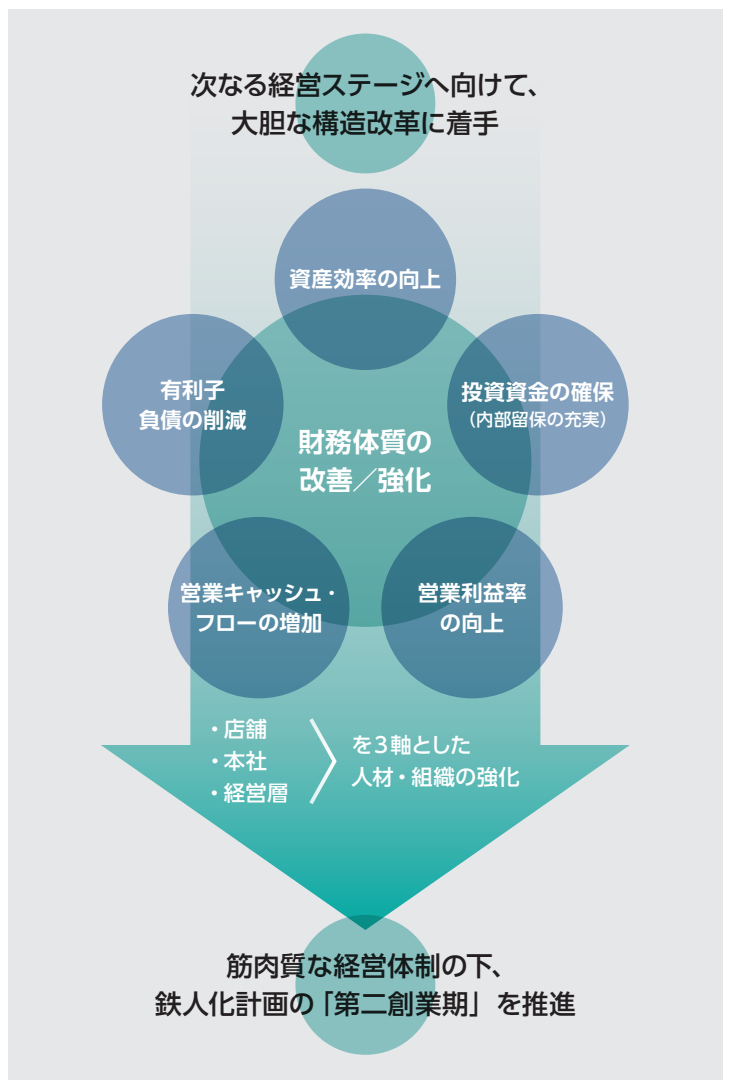 次なる経営ステージへ向けて、
大胆な構造改革に着手
資産効率の向上
有利子
負債の削減
投資資金の確保
（内部留保の充実）
財務体質の
改善／強化
営業キャッシュ・
フローの増加
営業利益率
の向上
・店舗
・本社
・経営層
を3軸とした
人材・組織の強化
筋肉質な経営体制の下、
鉄人化計画の「第二創業期」を推進